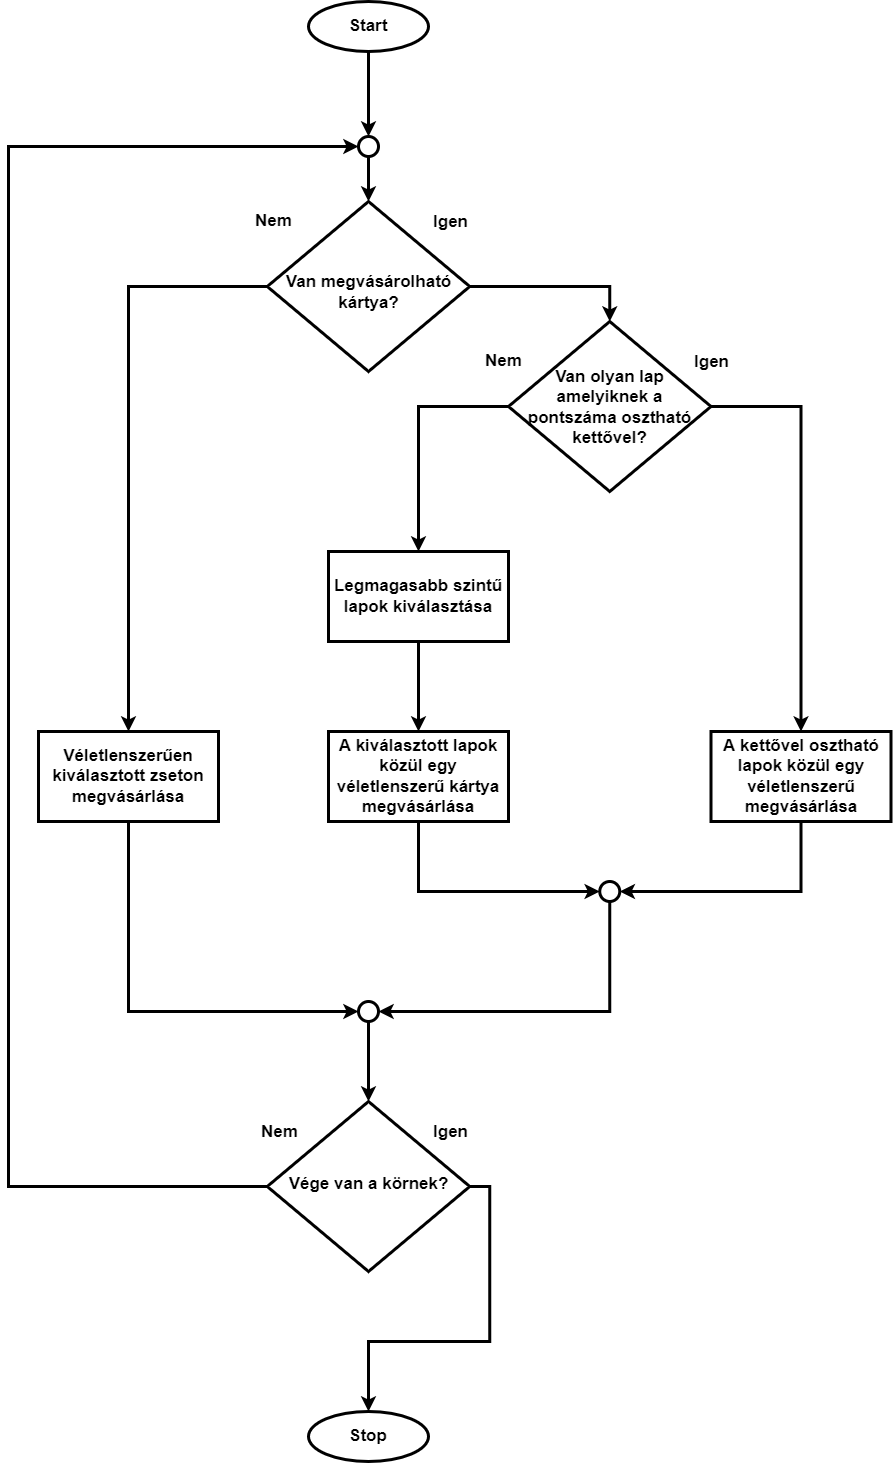 Start
Nem
Igen
Van megvásárolható
kártya?
Nem
Igen
Van olyan lap
amelyiknek a
pontszáma osztható
kettővel?
Legmagasabb szintű
lapok kiválasztása
Véletlenszerűen
kiválasztott zseton
megvásárlása
A kiválasztott lapok
közül egy
véletlenszerű kártya
megvásárlása
A kettővel osztható
lapok közül egy
véletlenszerű
megvásárlása
Nem
Igen
Vége van a körnek?
Stop